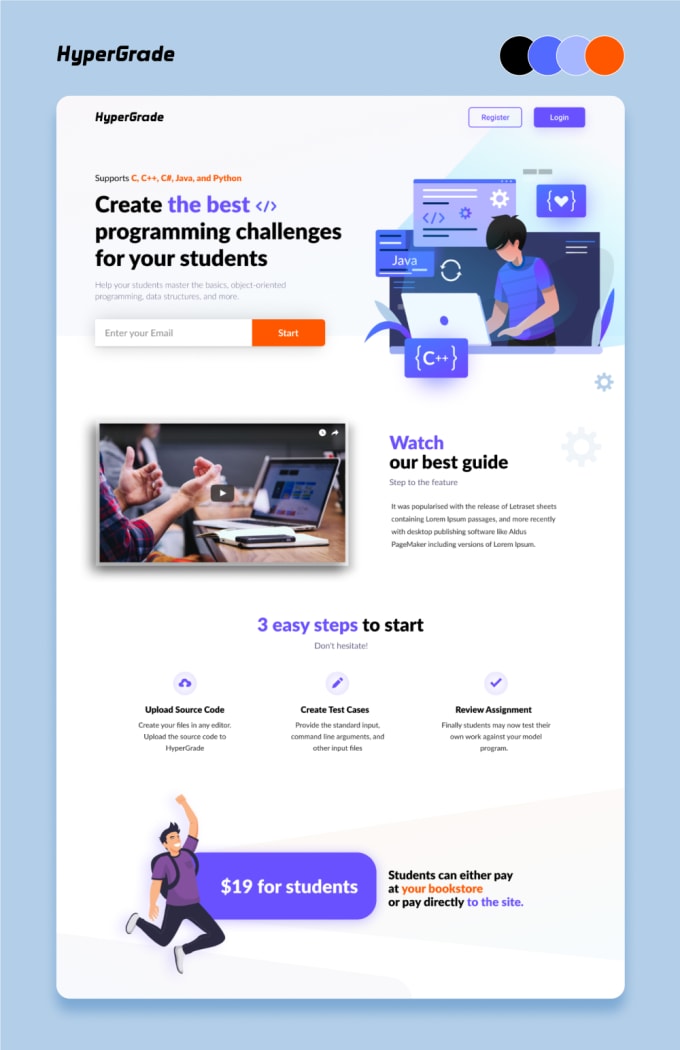 HyperGrade
HyperGrade
Register
Login
Supports C, C++, C#, Java, and Python
Create the best </>
programming challenges
for your students
Help your students master the basics, object-oriented
programming, data structures, and more.
Enter your Email
Start
</>
{♥}
Java
{C++}
Watch
our best guide
Step to the feature
It was popularised with the release of Letraset sheets
containing Lorem Ipsum passages, and more recently
with desktop publishing software like Aldus
PageMaker including versions of Lorem Ipsum.
3 easy steps to start
Don't hesitate!
Upload Source Code
Create your files in any editor.
Upload the source code to
HyperGrade
Create Test Cases
Provide the standard input,
command line arguments, and
other input files
Review Assignment
Finally students may now test their
own work against your model
program.
$19 for students
Students can either pay
at your bookstore
or pay directly to the site.